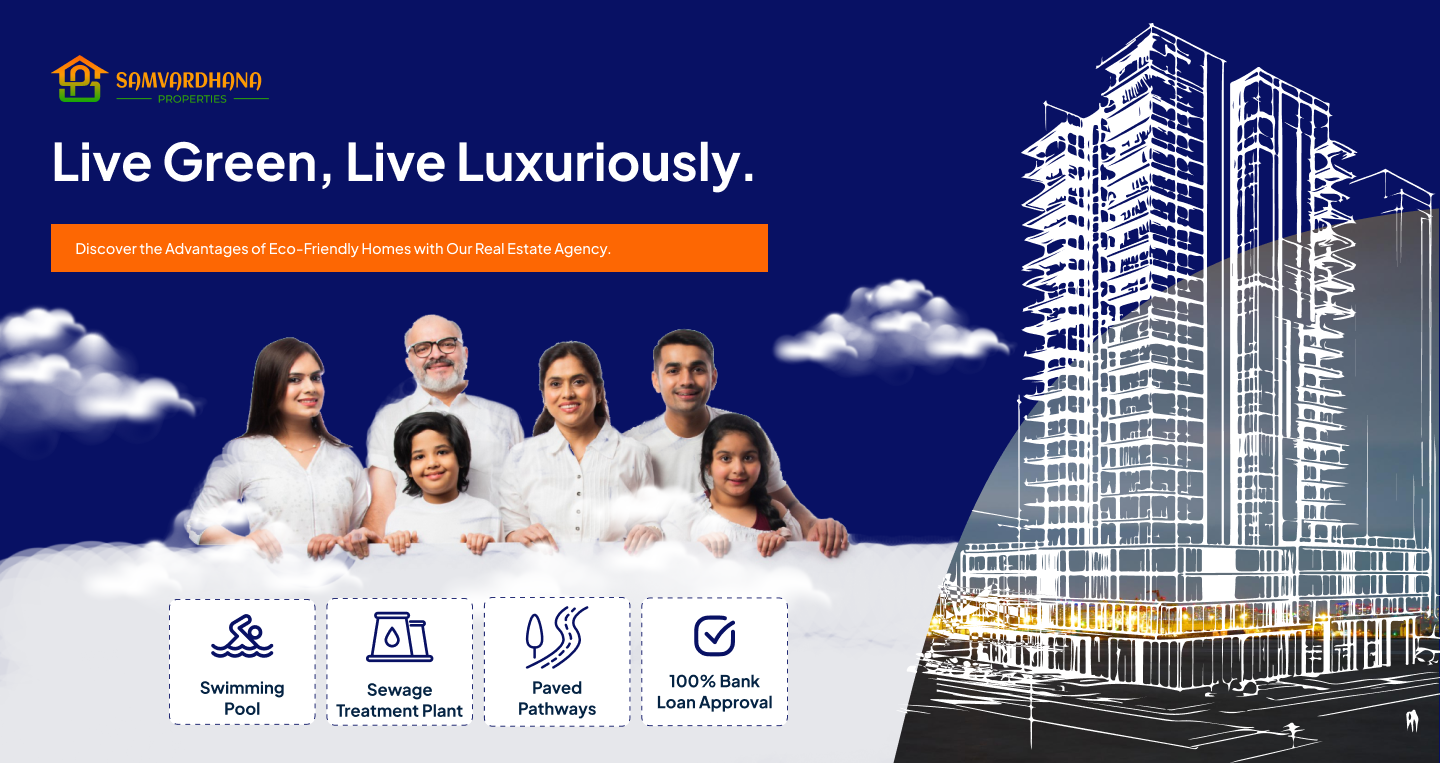 SAMVARDHANA
PROPERTIES
Live Green, Live Luxuriously.
Discover the Advantages of Eco-Friendly Homes with Our Real Estate Agency.
Swimming
Pool
Sewage
Treatment Plant
Paved
Pathways
100% Bank
Loan Approval